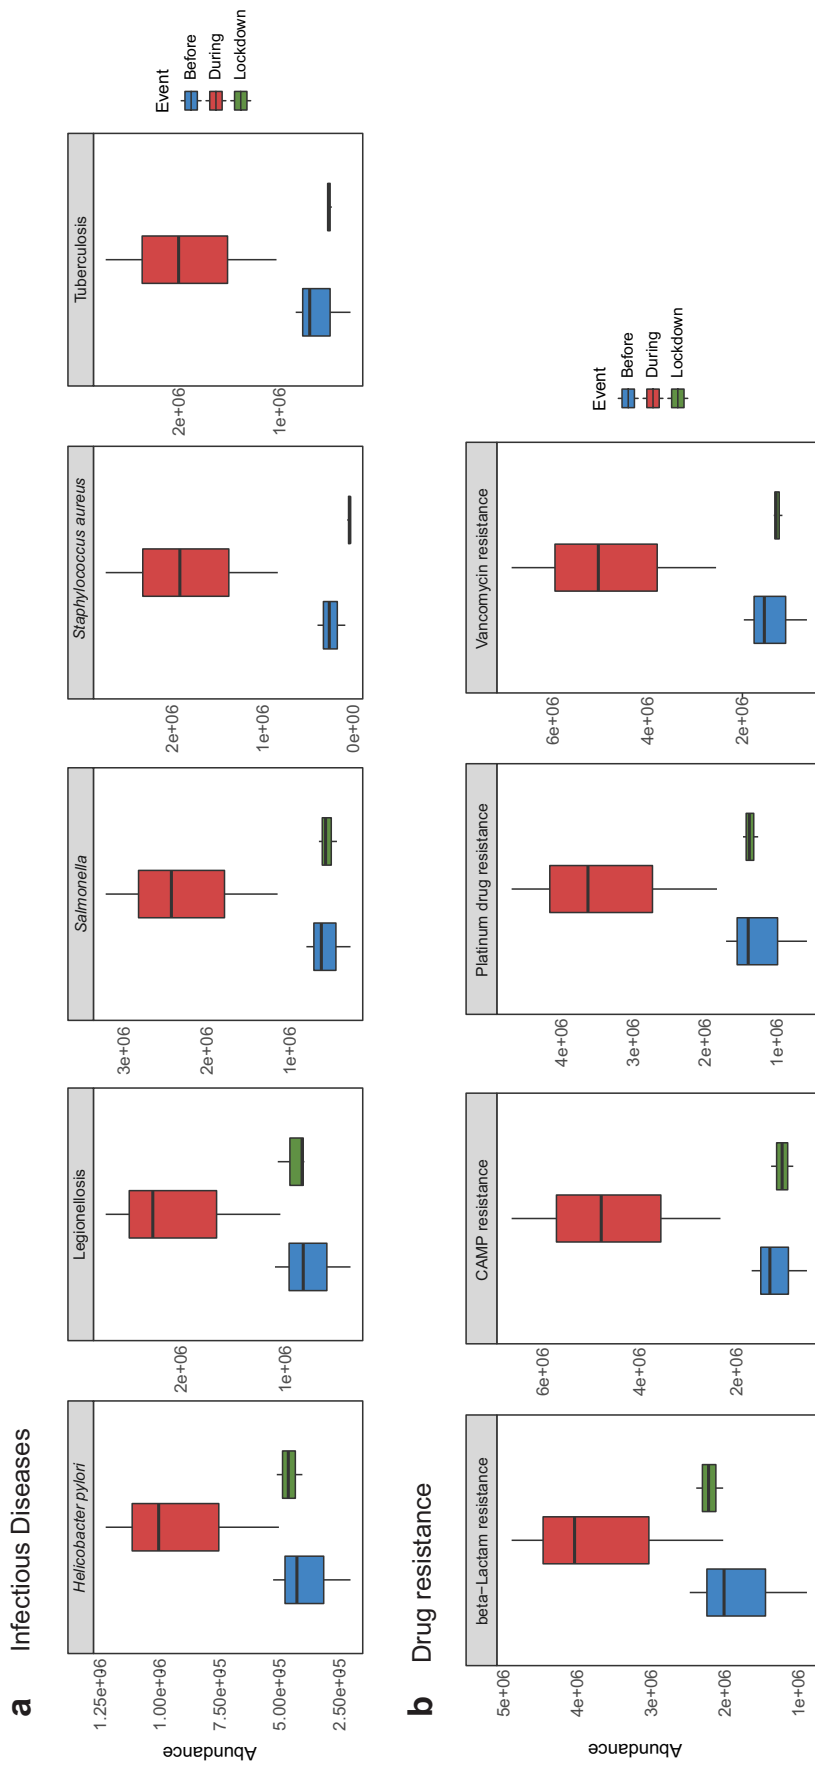 a Infectious Diseases
Helicobacter pylori
Legionellosis
Salmonella
Staphylococcus aureus
Tuberculosis
Abundance
1.25e+06
1.00e+06
7.50e+05
5.00e+05
2.50e+05
2e+06
1e+06
3e+06
2e+06
1e+06
2e+06
1e+06
0e+00
2e+06
1e+06
Event
Before
During
Lockdown
b Drug resistance
beta−Lactam resistance
CAMP resistance
Platinum drug resistance
Vancomycin resistance
Abundance
5e+06
4e+06
3e+06
2e+06
1e+06
6e+06
4e+06
2e+06
4e+06
3e+06
2e+06
1e+06
6e+06
4e+06
2e+06
Event
Before
During
Lockdown